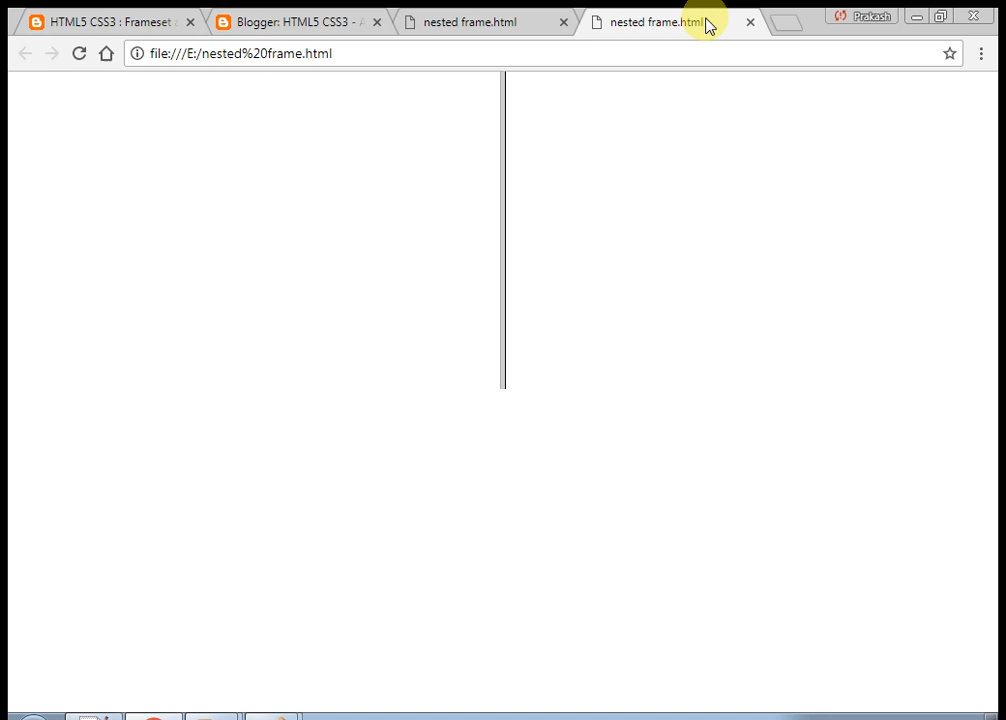 HTML5 CSS3 : Frameset
Blogger: HTML5 CSS3 - A
nested frame.html
nested frame.html
Prakash
file:///E:/nested%20frame.html